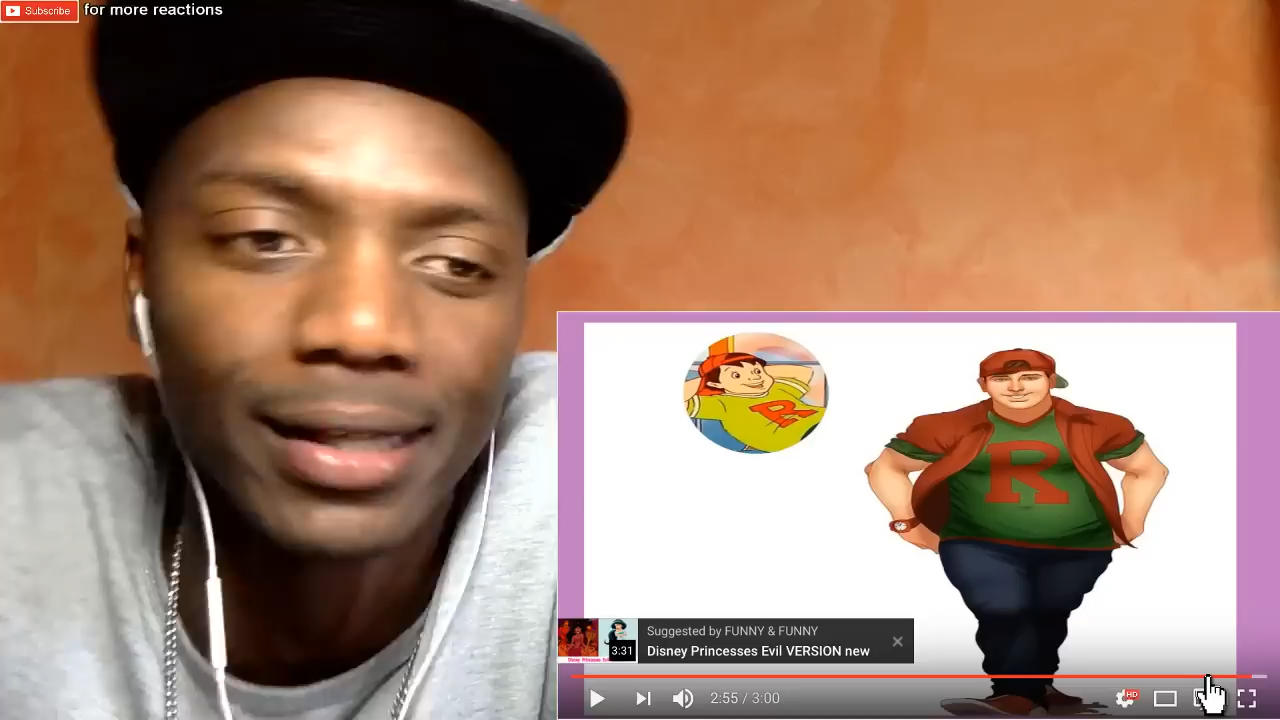 Subscribe for more reactions
R
R
Suggested by FUNNY & FUNNY
Disney Princesses Evil VERSION new
3:31
2:55 / 3:00
HD